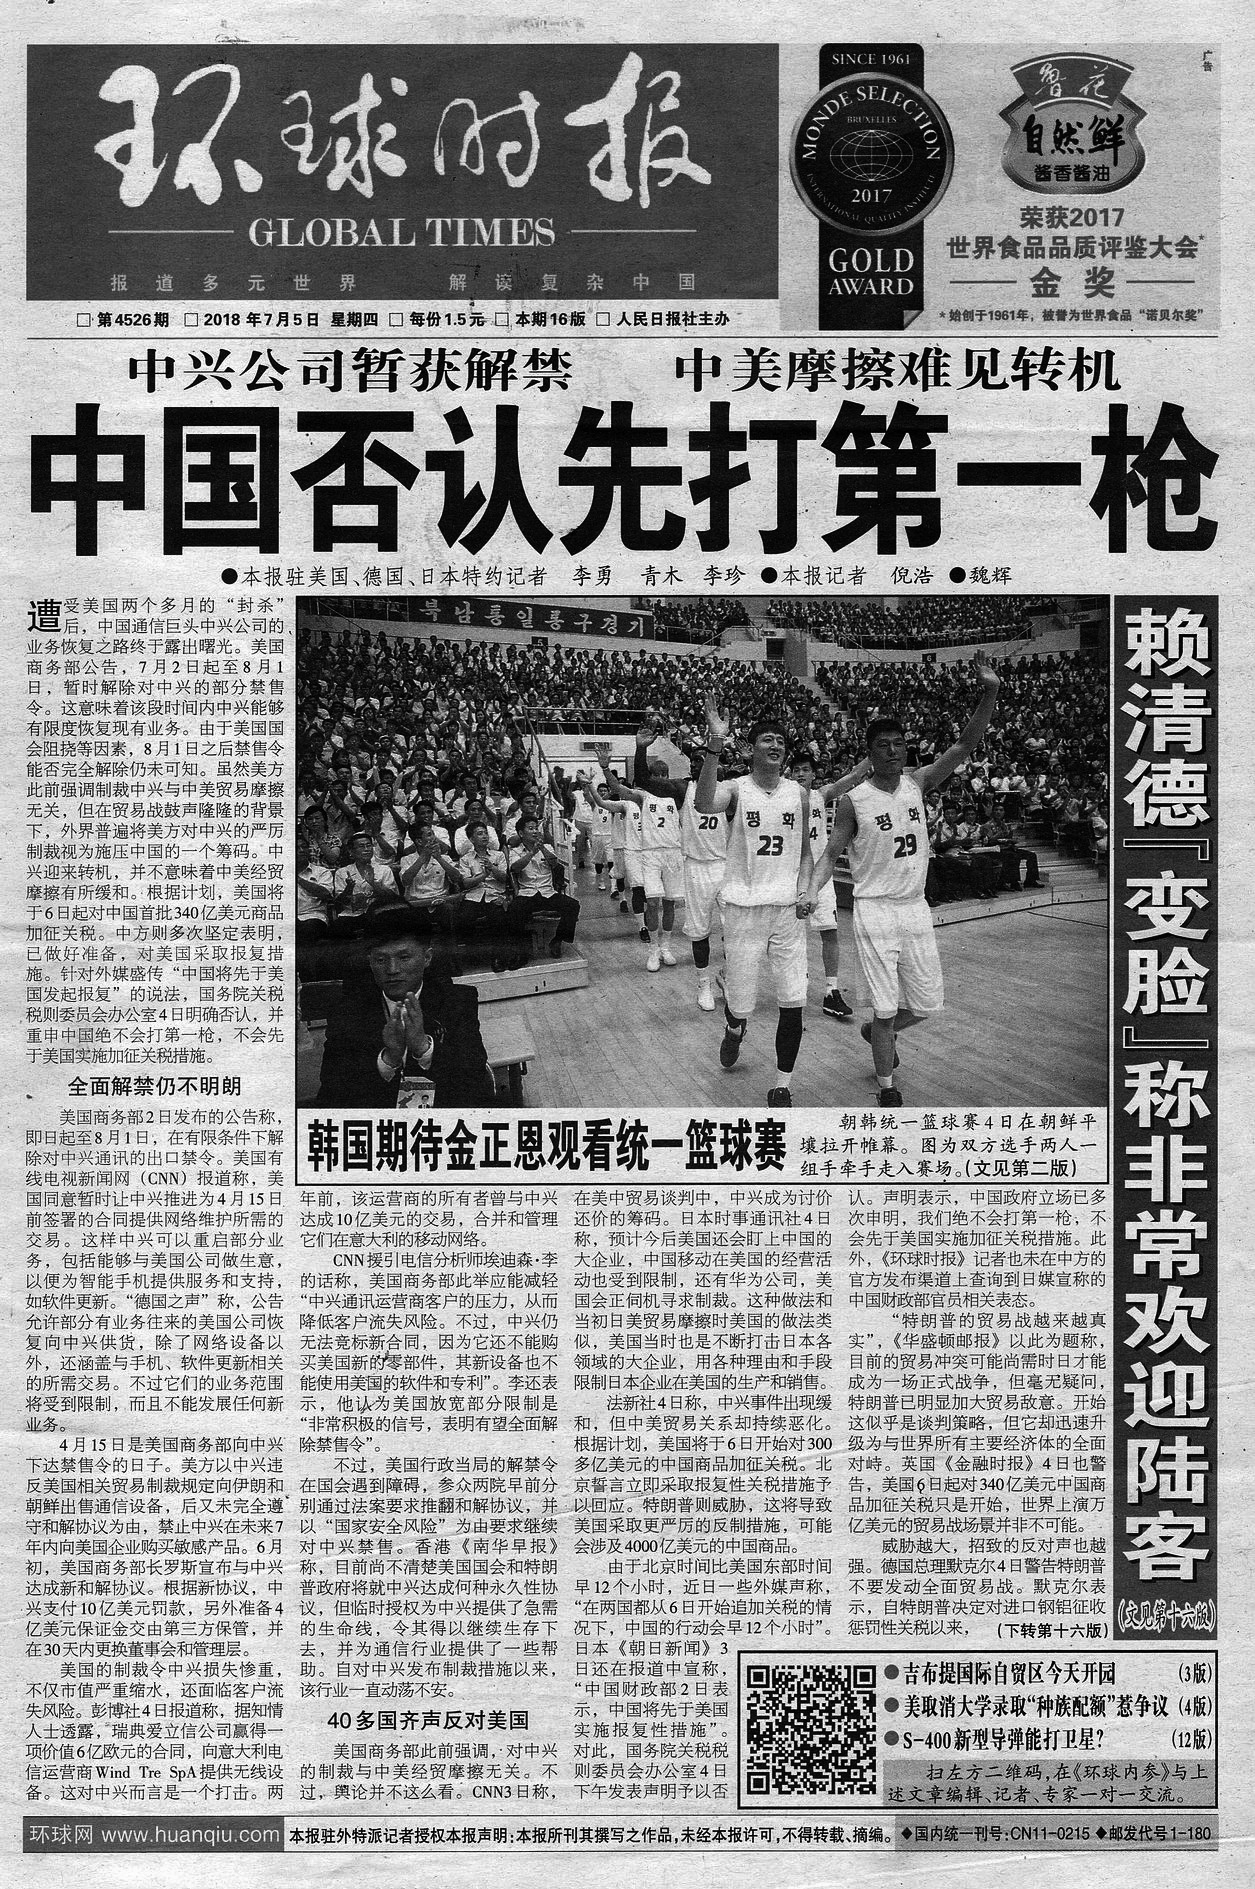 环球时报
GLOBAL TIMES
报道多元世界 解读复杂中国
SINCE 1961
MONDE SELECTION
BRUXELLES
INTERNATIONAL QUALITY INSTITUTE
2017
GOLD
AWARD
广告
鲁花
自然鲜
酱香酱油
荣获2017
世界食品品质评鉴大会*
金奖
*始创于1961年，被誉为世界食品“诺贝尔奖”
□第4526期 □2018年7月5日 星期四 □每份1.5元 □本期16版 □人民日报社主办
中兴公司暂获解禁 中美摩擦难见转机
中国否认先打第一枪
●本报驻美国、德国、日本特约记者 李勇 青木 李珍 ●本报记者 倪浩 ●魏辉
遭受美国两个多月的“封杀”
后，中国通信巨头中兴公司的
业务恢复之路终于露出曙光。美国
商务部公告，7月2日起至8月1
日，暂时解除对中兴的部分禁售
令。这意味着该段时间内中兴能够
有限度恢复现有业务。由于美国国
会阻挠等因素，8月1日之后禁售令
能否完全解除仍未可知。虽然美方
此前强调制裁中兴与中美贸易摩擦
无关，但在贸易战鼓声隆隆的背景
下，外界普遍将美方对中兴的严厉
制裁视为施压中国的一个筹码。中
兴迎来转机，并不意味着中美经贸
摩擦有所缓和。根据计划，美国将
于6日起对中国首批340亿美元商品
加征关税。中方则多次坚定表明，
已做好准备，对美国采取报复措
施。针对外媒盛传“中国将先于美
国发起报复”的说法，国务院关税
税则委员会办公室4日明确否认，并
重申中国绝不会打第一枪，不会先
于美国实施加征关税措施。
全面解禁仍不明朗
美国商务部2日发布的公告称，
即日起至8月1日，在有限条件下解
除对中兴通讯的出口禁令。美国有
线电视新闻网（CNN）报道称，美
国同意暂时让中兴推进为4月15日
前签署的合同提供网络维护所需的
交易。这样中兴可以重启部分业
务，包括能够与美国公司做生意，
以便为智能手机提供服务和支持，
如软件更新。“德国之声”称，公告
允许部分有业务往来的美国公司恢
复向中兴供货，除了网络设备以
外，还涵盖与手机、软件更新相关
的所需交易。不过它们的业务范围
将受到限制，而且不能发展任何新
业务。
4月15日是美国商务部向中兴
下达禁售令的日子。美方以中兴违
反美国相关贸易制裁规定向伊朗和
朝鲜出售通信设备，后又未完全遵
守和解协议为由，禁止中兴在未来7
年内向美国企业购买敏感产品。6月
初，美国商务部长罗斯宣布与中兴
达成新和解协议。根据新协议，中
兴支付10亿美元罚款，另外准备4
亿美元保证金交由第三方保管，并
在30天内更换董事会和管理层。
美国的制裁令中兴损失惨重，
不仅市值严重缩水，还面临客户流
失风险。彭博社4日报道称，据知情
人士透露，瑞典爱立信公司赢得一
项价值6亿欧元的合同，向意大利电
信运营商Wind Tre SpA提供无线设
备。这对中兴而言是一个打击。两
북남통일롱구경기
평화
23
평화
29
20
2
韩国期待金正恩观看统一篮球赛
朝韩统一篮球赛4日在朝鲜平
壤拉开帷幕。图为双方选手两人一
组手牵手走入赛场。（文见第二版）
年前，该运营商的所有者曾与中兴
达成10亿美元的交易，合并和管理
它们在意大利的移动网络。
CNN援引电信分析师埃迪森·李
的话称，美国商务部此举应能减轻
“中兴通讯运营商客户的压力，从而
降低客户流失风险。不过，中兴仍
无法竞标新合同，因为它还不能购
买美国新的零部件，其新设备也不
能使用美国的软件和专利”。李还表
示，他认为美国放宽部分限制是
“非常积极的信号，表明有望全面解
除禁售令”。
不过，美国行政当局的解禁令
在国会遇到障碍，参众两院早前分
别通过法案要求推翻和解协议，并
以“国家安全风险”为由要求继续
对中兴禁售。香港《南华早报》
称，目前尚不清楚美国国会和特朗
普政府将就中兴达成何种永久性协
议，但临时授权为中兴提供了急需
的生命线，令其得以继续生存下
去，并为通信行业提供了一些帮
助。自对中兴发布制裁措施以来，
该行业一直动荡不安。
40多国齐声反对美国
美国商务部此前强调，对中兴
的制裁与中美经贸摩擦无关。不
过，舆论并不这么看。CNN3日称，
在美中贸易谈判中，中兴成为讨价
还价的筹码。日本时事通讯社4日
称，预计今后美国还会盯上中国的
大企业，中国移动在美国的经营活
动也受到限制，还有华为公司，美
国会正伺机寻求制裁。这种做法和
当初日美贸易摩擦时美国的做法类
似，美国当时也是不断打击日本各
领域的大企业，用各种理由和手段
限制日本企业在美国的生产和销售。
法新社4日称，中兴事件出现缓
和，但中美贸易关系却持续恶化。
根据计划，美国将于6日开始对300
多亿美元的中国商品加征关税。北
京誓言立即采取报复性关税措施予
以回应。特朗普则威胁，这将导致
美国采取更严厉的反制措施，可能
会涉及4000亿美元的中国商品。
由于北京时间比美国东部时间
早12个小时，近日一些外媒声称，
“在两国都从6日开始追加关税的情
况下，中国的行动会早12个小时”。
日本《朝日新闻》3
日还在报道中宣称，
“中国财政部2日表
示，中国将先于美国
实施报复性措施”。
对此，国务院关税税
则委员会办公室4日
下午发表声明予以否
认。声明表示，中国政府立场已多
次申明，我们绝不会打第一枪，不
会先于美国实施加征关税措施。此
外，《环球时报》记者也未在中方的
官方发布渠道上查询到日媒宣称的
中国财政部官员相关表态。
“特朗普的贸易战越来越真
实”，《华盛顿邮报》以此为题称，
目前的贸易冲突可能尚需时日才能
成为一场正式战争，但毫无疑问，
特朗普已明显加大贸易敌意。开始
这似乎是谈判策略，但它却迅速升
级为与世界所有主要经济体的全面
对峙。英国《金融时报》4日也警
告，美国6日起对340亿美元中国商
品加征关税只是开始，世界上演万
亿美元的贸易战场景并非不可能。
威胁越大，招致的反对声也越
强。德国总理默克尔4日警告特朗普
不要发动全面贸易战。默克尔表
示，自特朗普决定对进口钢铝征收
惩罚性关税以来，（下转第十六版）
赖清德『变脸』称非常欢迎陆客
（文见第十六版）
●吉布提国际自贸区今天开园 （3版）
●美取消大学录取“种族配额”惹争议 （4版）
●S-400新型导弹能打卫星？ （12版）
扫左方二维码，在《环球内参》与上
述文章编辑、记者、专家一对一交流。
环球网 www.huanqiu.com 本报驻外特派记者授权本报声明：本报所刊其撰写之作品，未经本报许可，不得转载、摘编。 ◆国内统一刊号：CN11-0215 ◆邮发代号1-180